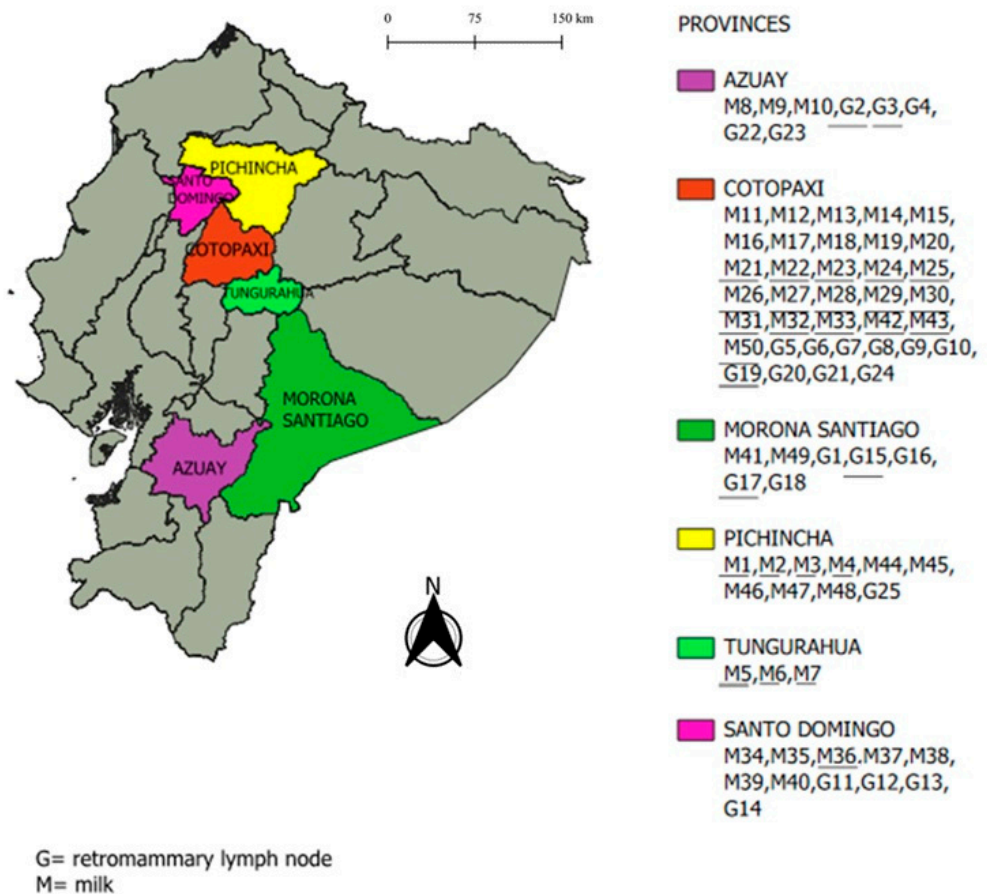 0 75 150 km
PICHINCHA
SANTO
DOMINGO
COTOPAXI
TUNGURAHUA
MORONA
SANTIAGO
AZUAY
N
PROVINCES
AZUAY
M8,M9,M10,G2,G3,G4,
G22,G23
COTOPAXI
M11,M12,M13,M14,M15,
M16,M17,M18,M19,M20,
M21,M22,M23,M24,M25,
M26,M27,M28,M29,M30,
M31,M32,M33,M42,M43,
M50,G5,G6,G7,G8,G9,G10,
G19,G20,G21,G24
MORONA SANTIAGO
M41,M49,G1,G15,G16,
G17,G18
PICHINCHA
M1,M2,M3,M4,M44,M45,
M46,M47,M48,G25
TUNGURAHUA
M5,M6,M7
SANTO DOMINGO
M34,M35,M36.M37,M38,
M39,M40,G11,G12,G13,
G14
G= retromammary lymph node
M= milk